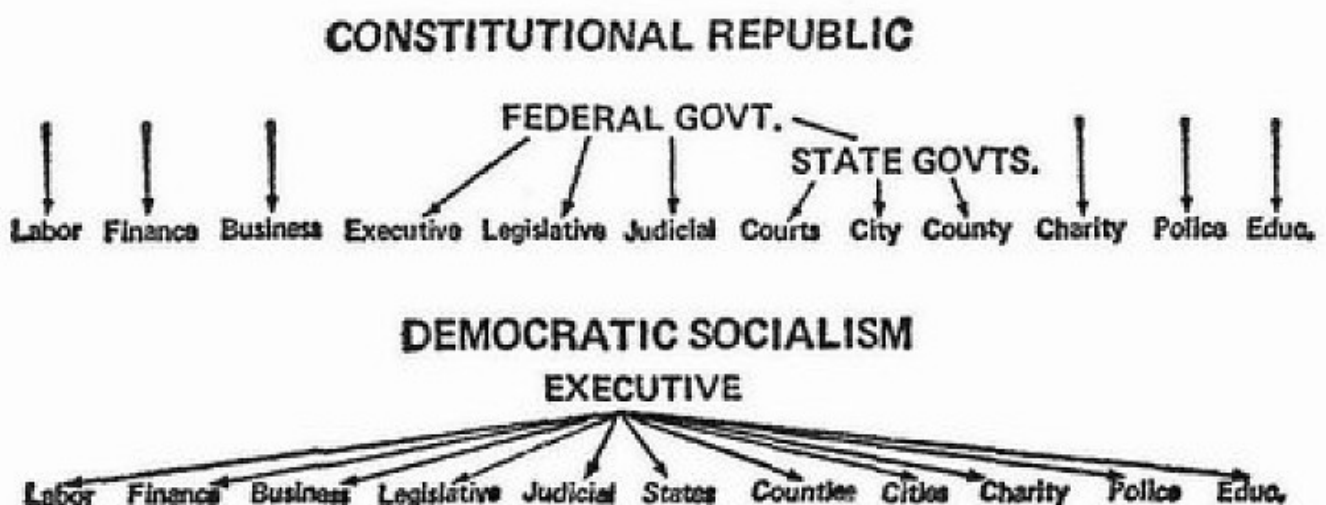 CONSTITUTIONAL REPUBLIC
FEDERAL GOVT.
STATE GOVTS.
Labor Finance Business Executive Legislative Judicial Courts City County Charity Police Educ.
DEMOCRATIC SOCIALISM
EXECUTIVE
Labor Finance Business Legislative Judicial States Counties Cities Charity Police Educ.